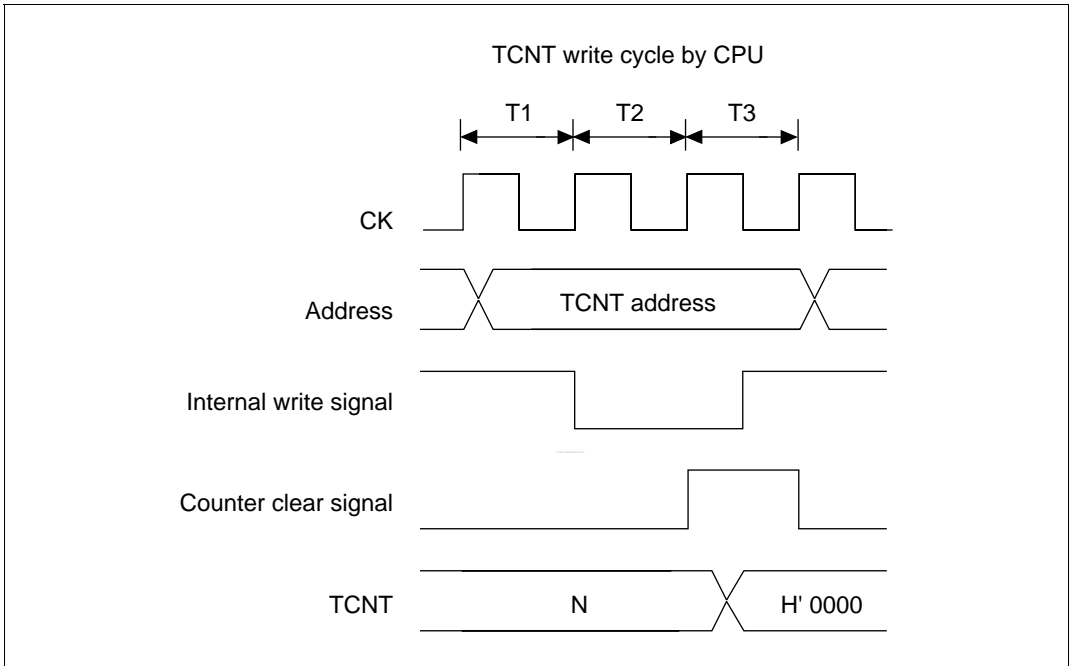 TCNT write cycle by CPU
T1 T2 T3
CK
Address TCNT address
Internal write signal
Counter clear signal
TCNT N H' 0000